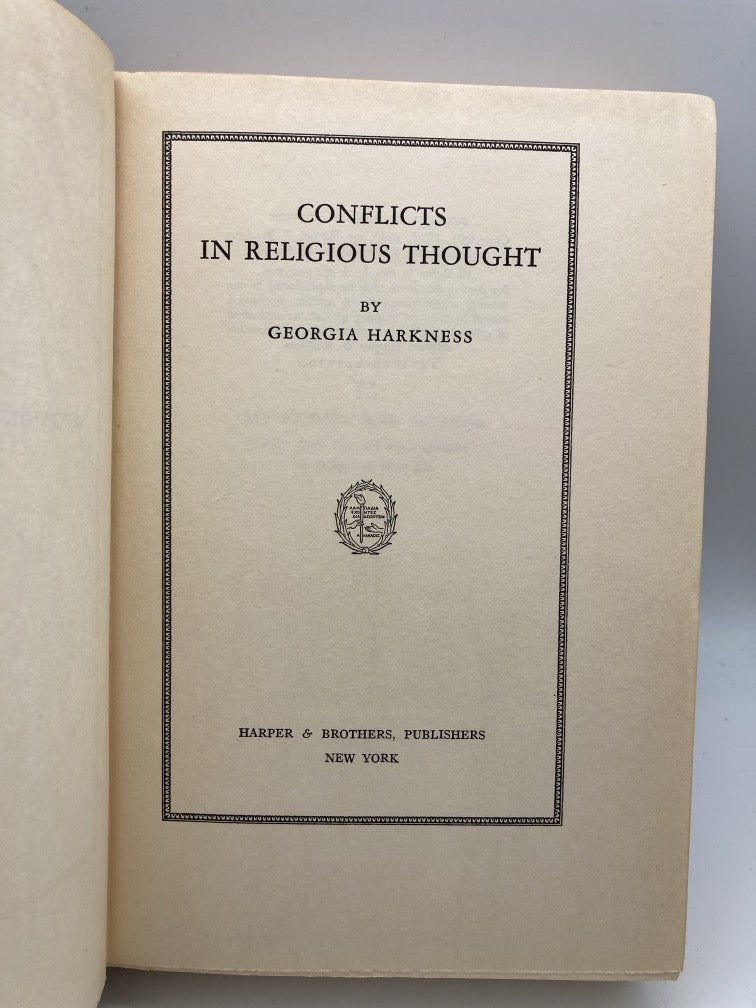 CONFLICTS
IN RELIGIOUS THOUGHT
BY
GEORGIA HARKNESS
HARPER & BROTHERS, PUBLISHERS
NEW YORK